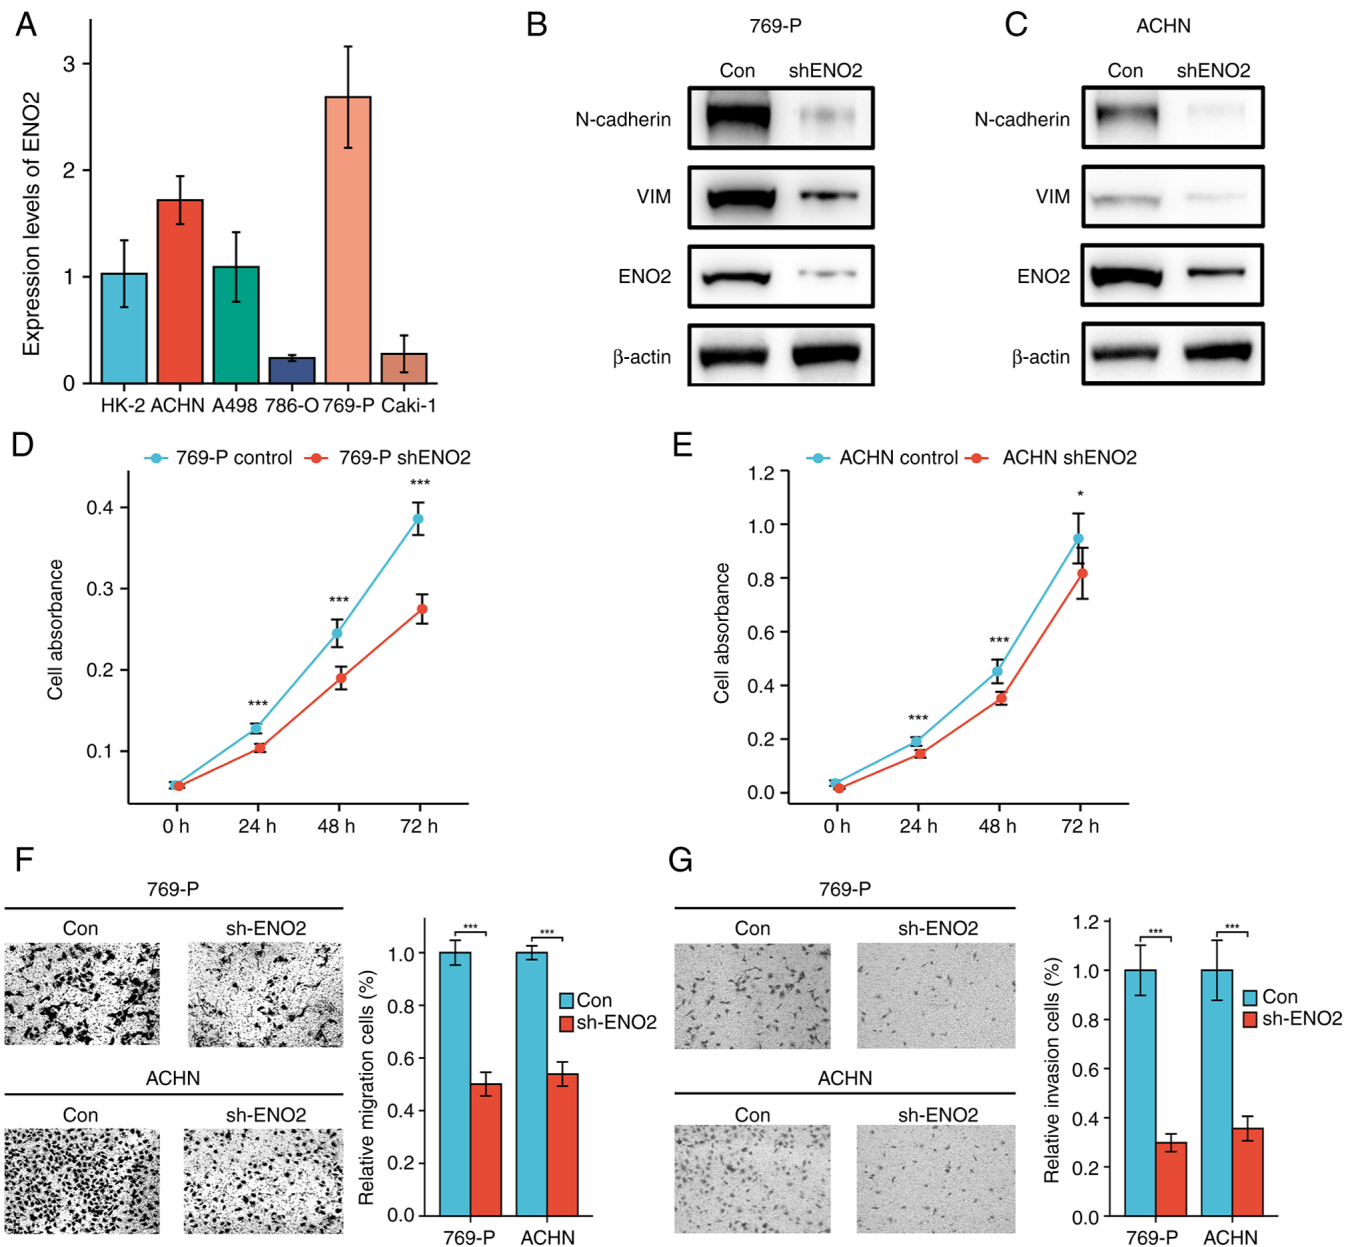 A
Expression levels of ENO2
3
2
1
0
HK-2 ACHN A498 786-O 769-P Caki-1
B
769-P
Con shENO2
N-cadherin
VIM
ENO2
β-actin
C
ACHN
Con shENO2
N-cadherin
VIM
ENO2
β-actin
D
769-P control 769-P shENO2
Cell absorbance
0.4
0.3
0.2
0.1
***
***
***
0 h 24 h 48 h 72 h
E
ACHN control ACHN shENO2
Cell absorbance
1.2
1.0
0.8
0.6
0.4
0.2
0.0
***
***
*
0 h 24 h 48 h 72 h
F
769-P
Con sh-ENO2
ACHN
Con sh-ENO2
Relative migration cells (%)
1.0
0.8
0.6
0.4
0.2
0.0
*** ***
Con
sh-ENO2
769-P ACHN
G
769-P
Con sh-ENO2
ACHN
Con sh-ENO2
Relative invasion cells (%)
1.2
1.0
0.8
0.6
0.4
0.2
0.0
*** ***
Con
sh-ENO2
769-P ACHN